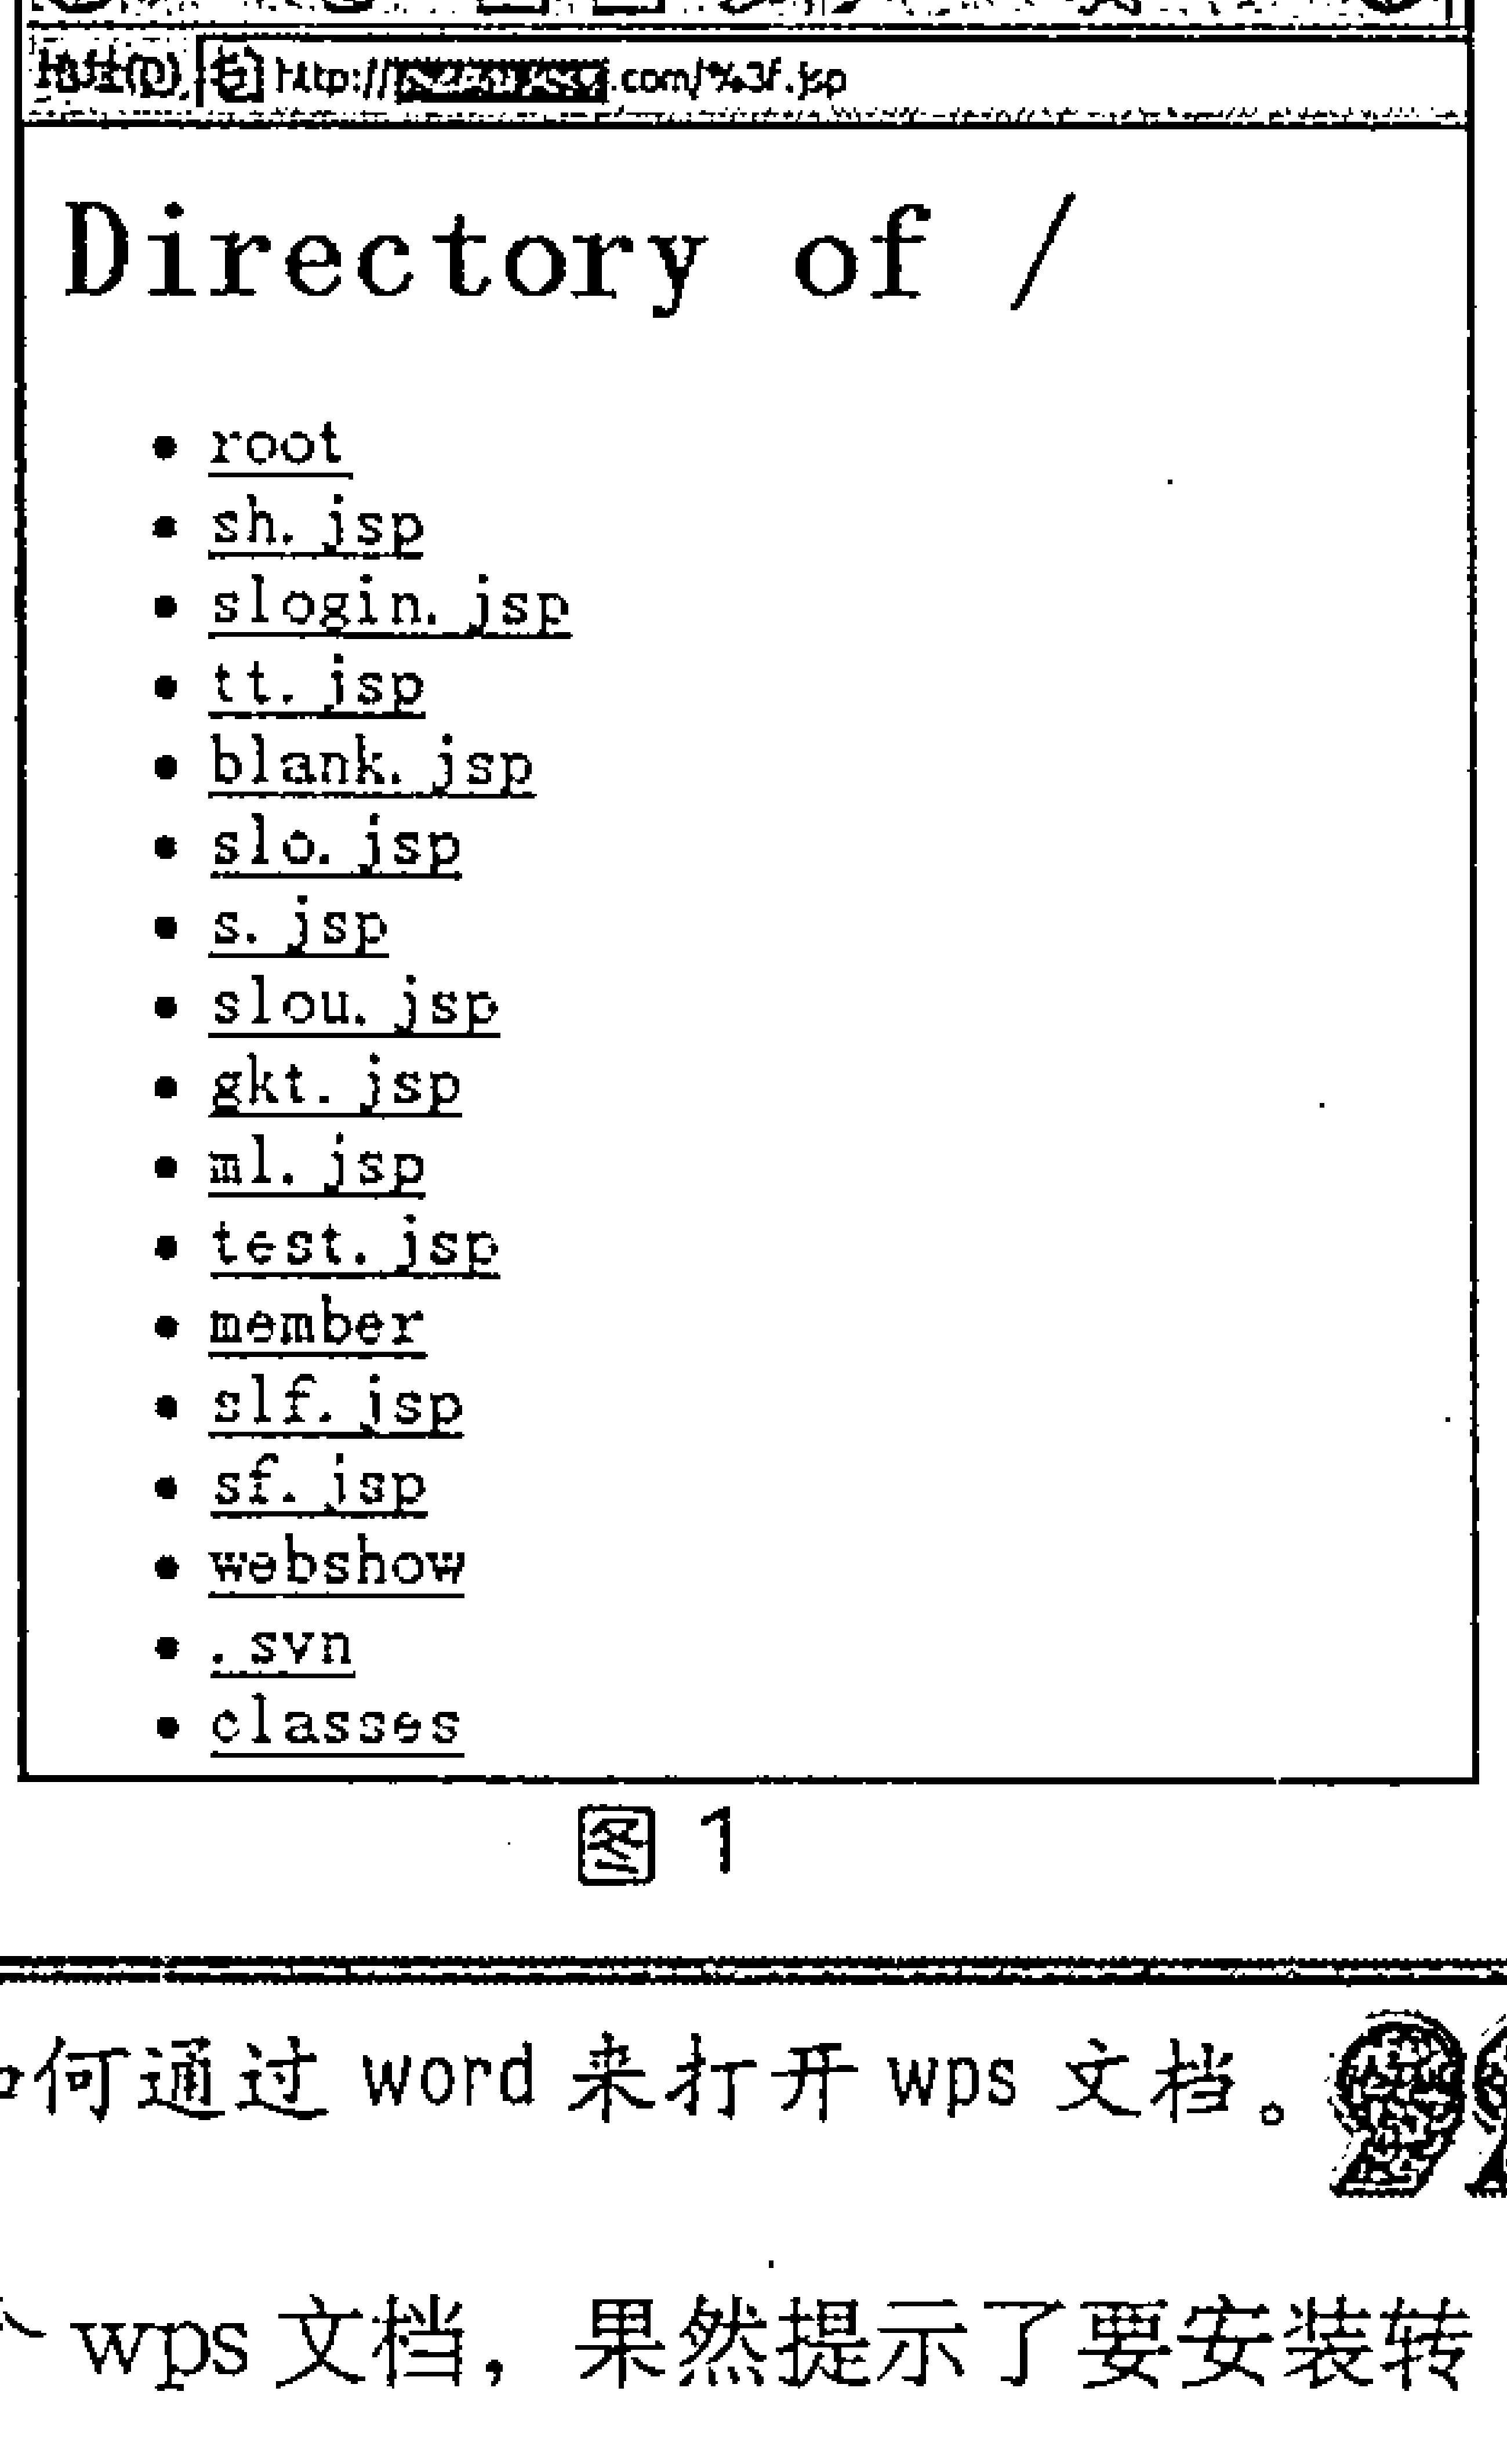 地址(D) http:// .com/%3f.jsp
Directory of /
root
sh.jsp
slogin.jsp
tt.jsp
blank.jsp
slo.jsp
s.jsp
slou.jsp
gkt.jsp
ml.jsp
test.jsp
member
slf.jsp
sf.jsp
webshow
.svn
classes
图 1
何通过 word 来打开 wps 文档。
wps 文档，果然提示了要安装转